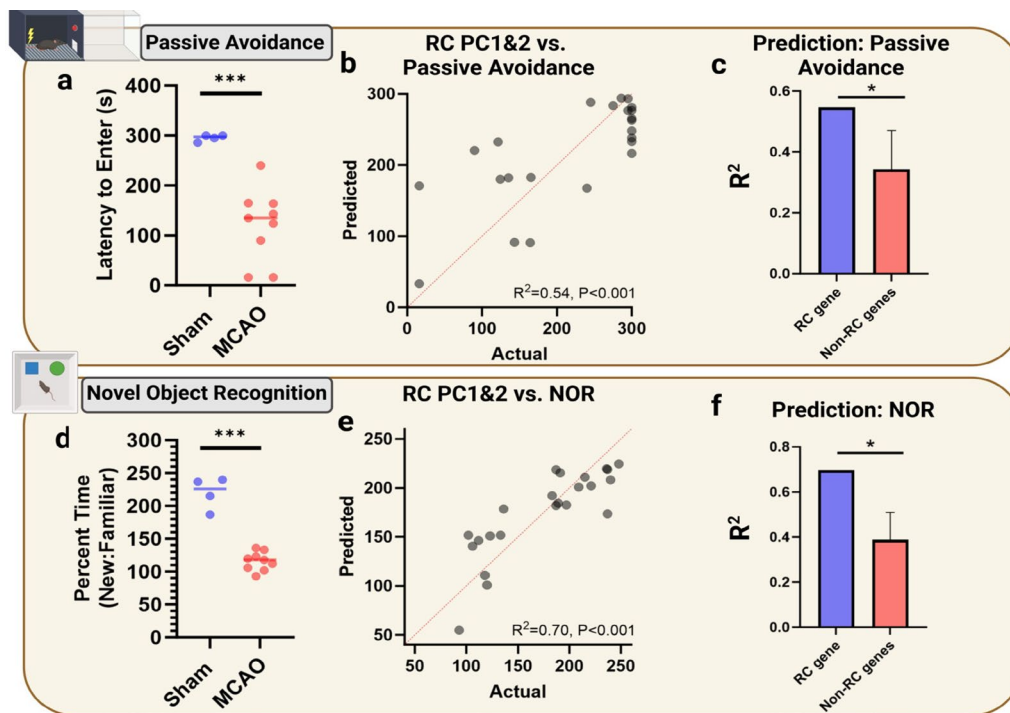 Passive Avoidance
a
***
Latency to Enter (s)
400
300
200
100
0
Sham
MCAO
b
RC PC1&2 vs.
Passive Avoidance
Predicted
300
200
100
0
0
100
200
300
R²=0.54, P<0.001
Actual
c
Prediction: Passive
Avoidance
*
R²
0.6
0.4
0.2
0.0
RC gene
Non-RC genes
Novel Object Recognition
d
***
Percent Time
(New:Familiar)
300
250
200
150
100
50
0
Sham
MCAO
e
RC PC1&2 vs. NOR
Predicted
250
200
150
100
50
R²=0.70, P<0.001
50
100
150
200
250
Actual
f
Prediction: NOR
*
R²
0.8
0.6
0.4
0.2
0.0
RC gene
Non-RC genes